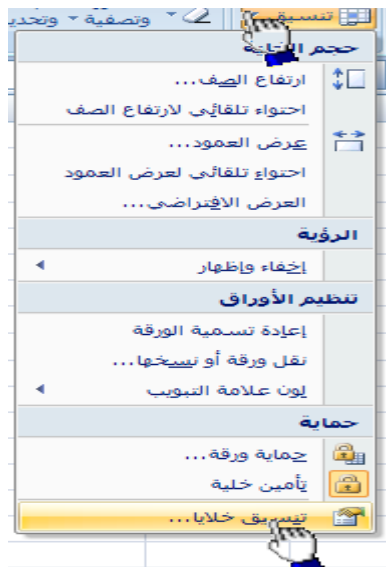 تنسيق
وتصفية وتحديد
حجم الخلية
ارتفاع الصف...
احتواء تلقائي لارتفاع الصف
عرض العمود...
احتواء تلقائي لعرض العمود
العرض الافتراضي...
الرؤية
إخفاء وإظهار
تنظيم الأوراق
إعادة تسمية الورقة
نقل ورقة أو نسخها...
لون علامة التبويب
حماية
حماية ورقة...
تأمين خلية
تنسيق خلايا...